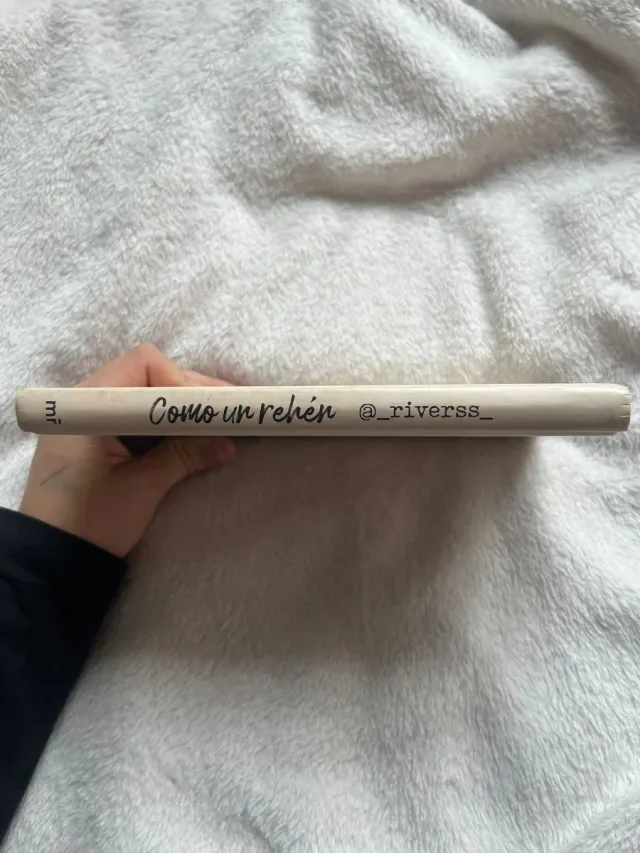 mr̄
Como un rehén @_riverss_